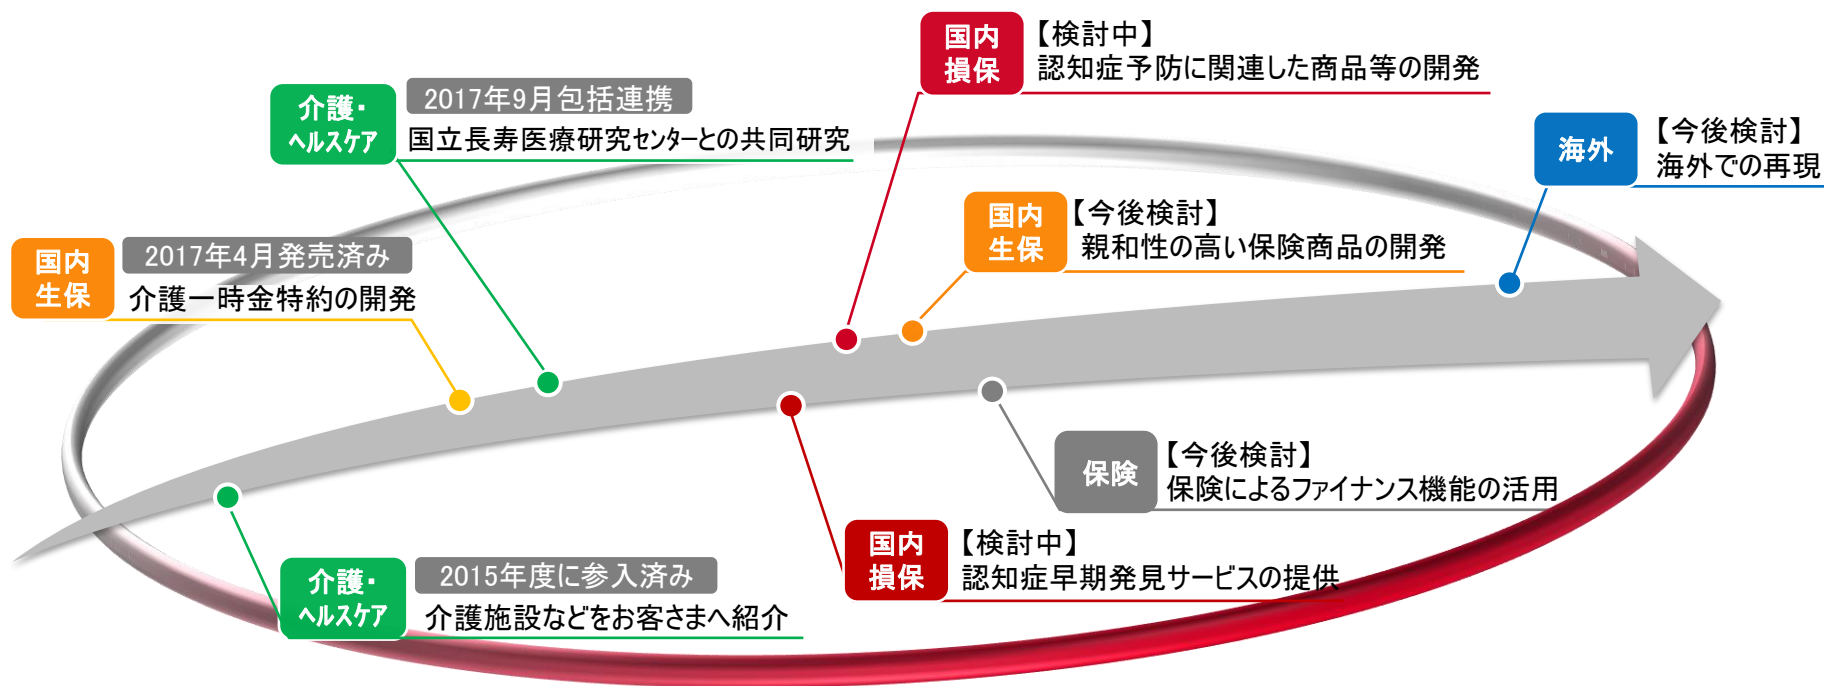 国内
損保
【検討中】
認知症予防に関連した商品等の開発
介護・
ヘルスケア
2017年9月包括連携
国立長寿医療研究センターとの共同研究
海外
【今後検討】
海外での再現
国内
生保
【今後検討】
親和性の高い保険商品の開発
国内
生保
2017年4月発売済み
介護一時金特約の開発
保険
【今後検討】
保険によるファイナンス機能の活用
国内
損保
【検討中】
認知症早期発見サービスの提供
介護・
ヘルスケア
2015年度に参入済み
介護施設などをお客さまへ紹介